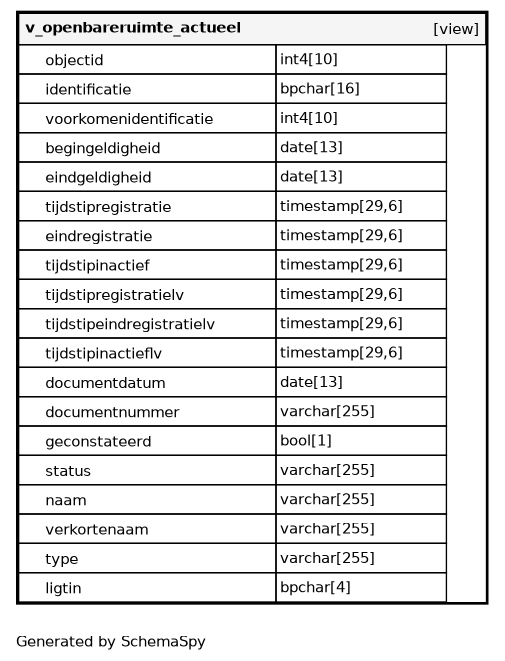 v_openbareruimte_actueel [view]
objectid int4[10]
identificatie bpchar[16]
voorkomenidentificatie int4[10]
begingeldigheid date[13]
eindgeldigheid date[13]
tijdstipregistratie timestamp[29,6]
eindregistratie timestamp[29,6]
tijdstipinactief timestamp[29,6]
tijdstipregistratielv timestamp[29,6]
tijdstipeindregistratielv timestamp[29,6]
tijdstipinactieflv timestamp[29,6]
documentdatum date[13]
documentnummer varchar[255]
geconstateerd bool[1]
status varchar[255]
naam varchar[255]
verkortenaam varchar[255]
type varchar[255]
ligtin bpchar[4]
Generated by SchemaSpy